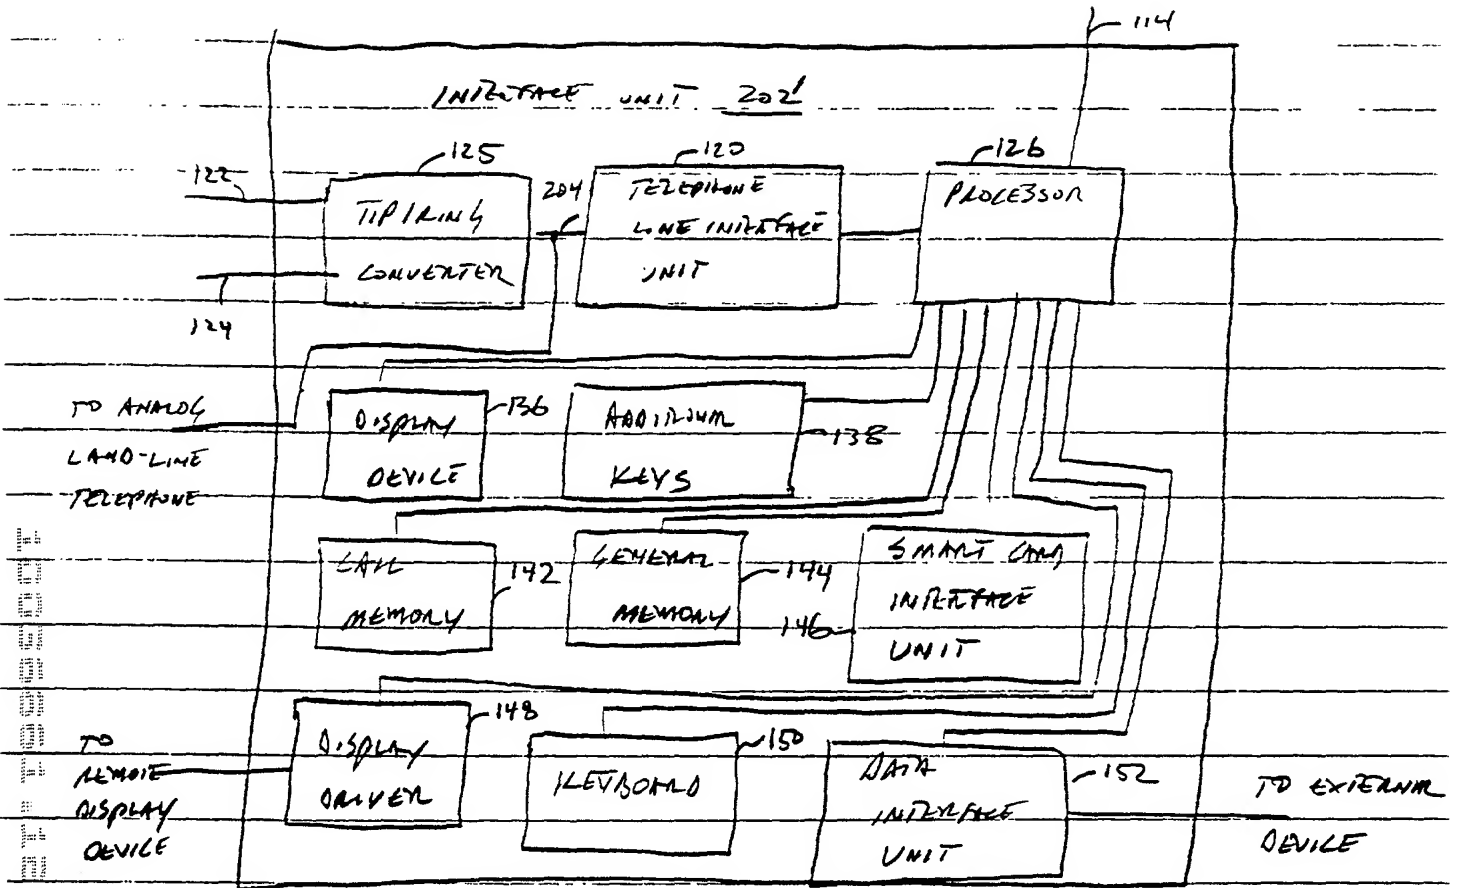 114
INTERFACE UNIT 202'
122
125
TIP/RING
CONVERTER
124
204
120
TELEPHONE
LINE INTERFACE
UNIT
126
PROCESSOR
TO ANALOG
LAND-LINE
TELEPHONE
DISPLAY
DEVICE
136
ADDITIONAL
KEYS
138
CALL
MEMORY
142
GENERAL
MEMORY
144
SMART CARD
INTERFACE
UNIT
146
TO
REMOTE
DISPLAY
DEVICE
DISPLAY
DRIVER
148
KEYBOARD
150
DATA
INTERFACE
UNIT
152
TO EXTERNAL
DEVICE